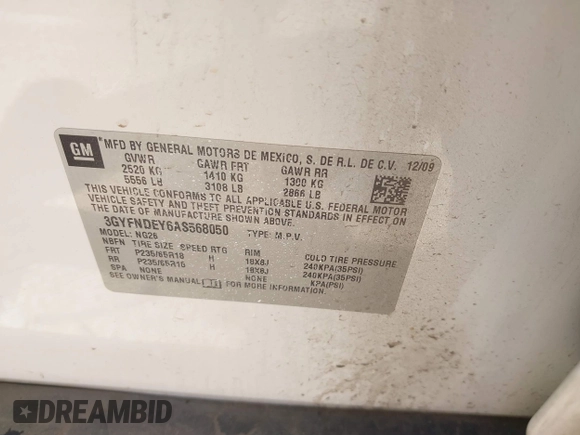 GM
MFD BY GENERAL MOTORS DE MEXICO, S. DE R.L. DE C.V. 12/09
GVWR GAWR FRT GAWR RR
2520 KG 1410 KG 1300 KG
5556 LB 3108 LB 2866 LB
THIS VEHICLE CONFORMS TO ALL APPLICABLE U.S. FEDERAL MOTOR
VEHICLE SAFETY AND THEFT PREVENTION STANDARDS IN EFFECT ON THE
DATE OF MANUFACTURE SHOWN ABOVE.
3GYFNDEY6AS568050 TYPE: M.P.V.
MODEL: NG26
NBFN TIRE SIZE SPEED RTG RIM COLD TIRE PRESSURE
FRT P235/65R18 H 18X8J 240KPA(35PSI)
RR P235/65R18 H 18X8J 240KPA(35PSI)
SPA NONE NONE KPA(PSI)
SEE OWNER'S MANUAL FOR MORE INFORMATION.
DREAMBID